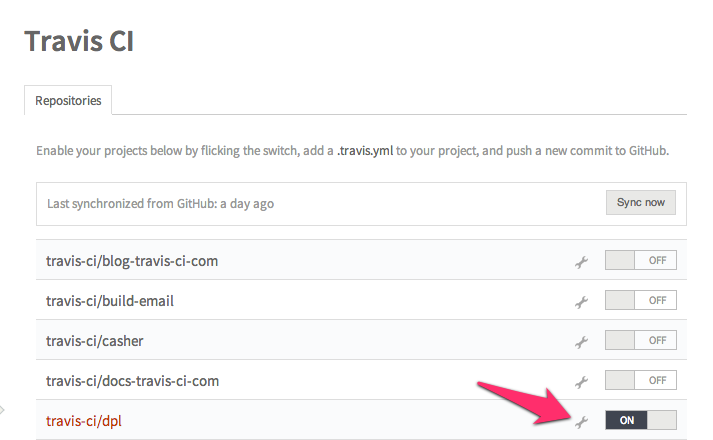 Travis CI
Repositories
Enable your projects below by flicking the switch, add a .travis.yml to your project, and push a new commit to GitHub.
Last synchronized from GitHub: a day ago Sync now
travis-ci/blog-travis-ci-com OFF
travis-ci/build-email OFF
travis-ci/casher OFF
travis-ci/docs-travis-ci-com OFF
travis-ci/dpl ON